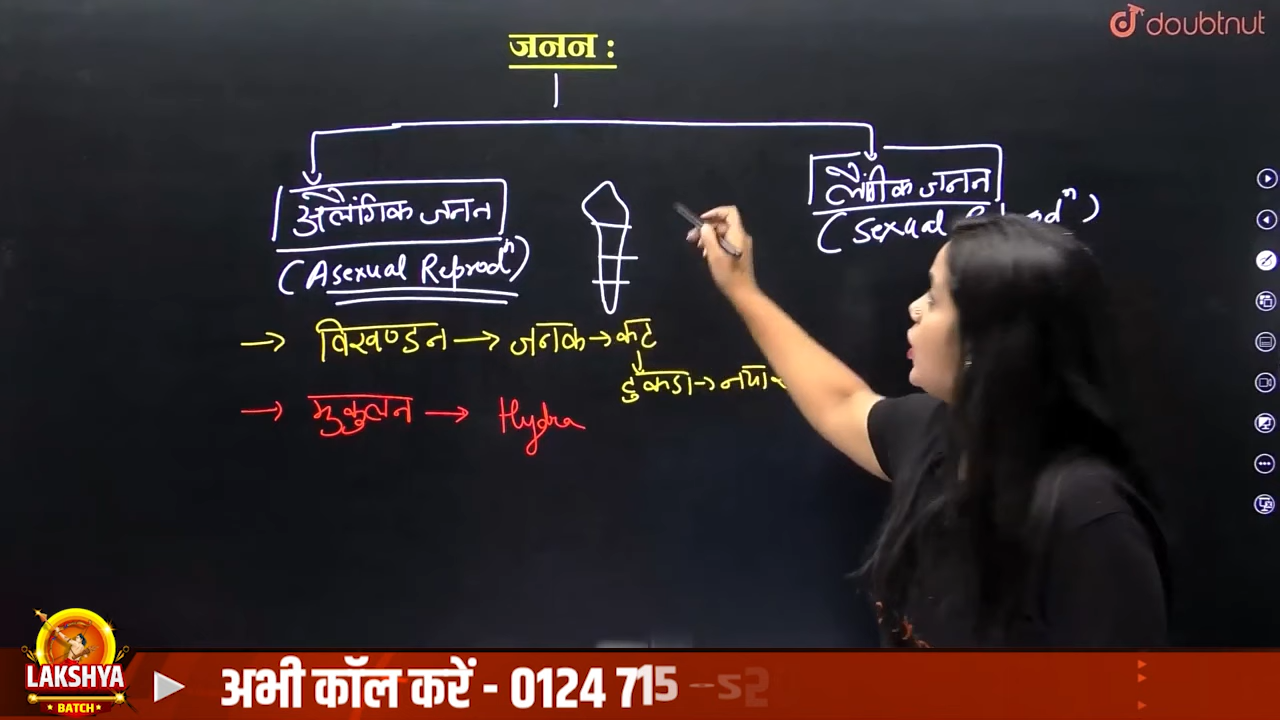 doubtnut
जनन :
अलैंगिक जनन
(Asexual Reprodⁿ)
लैंगिक जनन
(Sexual Reprodⁿ)
→ विखण्डन → जनक → कट
↓
टुकडा → नया
→ मुकुलन → Hydra
LAKSHYA
BATCH
अभी कॉल करें - 0124 715